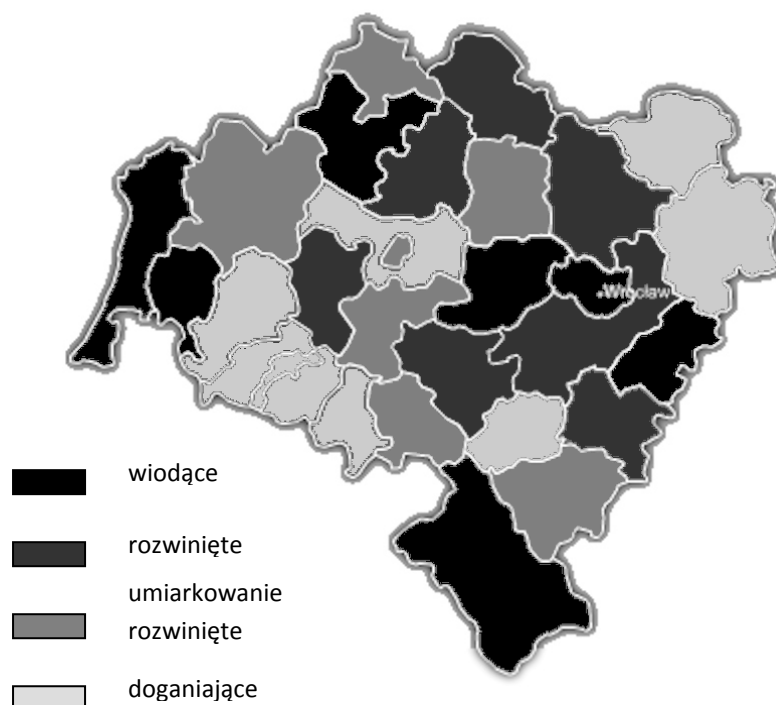 Wrocław
wiodące
rozwinięte
umiarkowanie
rozwinięte
doganiające